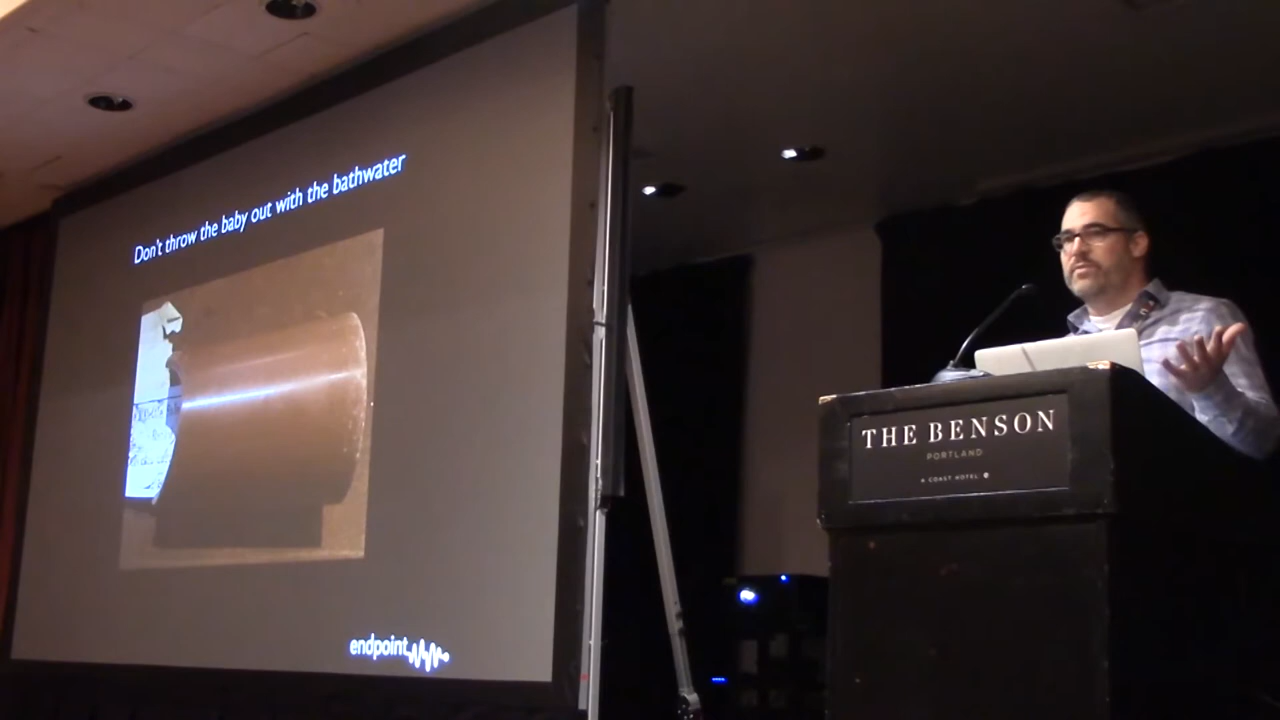 Don't throw the baby out with the bathwater
endpoint
THE BENSON
PORTLAND
A COAST HOTEL